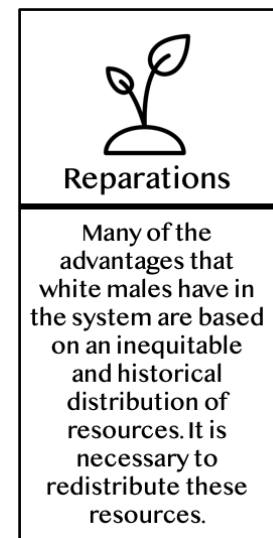 Reparations
Many of the
advantages that
white males have in
the system are based
on an inequitable
and historical
distribution of
resources. It is
necessary to
redistribute these
resources.